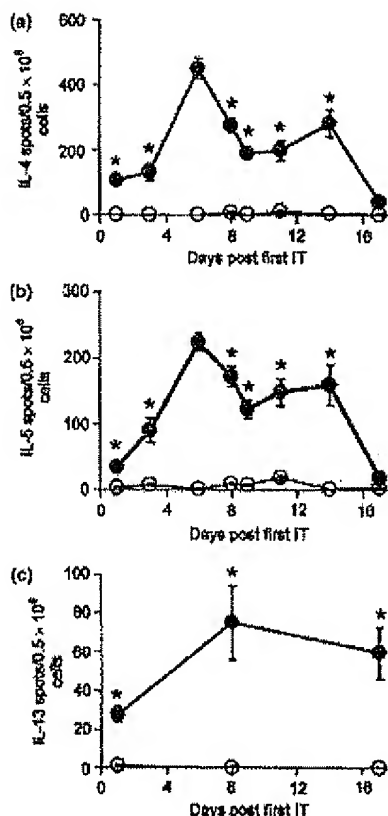 (a)
IL-4 spots/0.5 × 10⁶
cells
600
400
200
0
* * * * * *
0 4 8 12 16
Days post first IT
(b)
IL-5 spots/0.5 × 10⁶
cells
300
200
100
0
* * * * * *
0 4 8 12 16
Days post first IT
(c)
IL-13 spots/0.5 × 10⁶
cells
100
80
60
40
20
0
* * *
0 4 8 12 16
Days post first IT